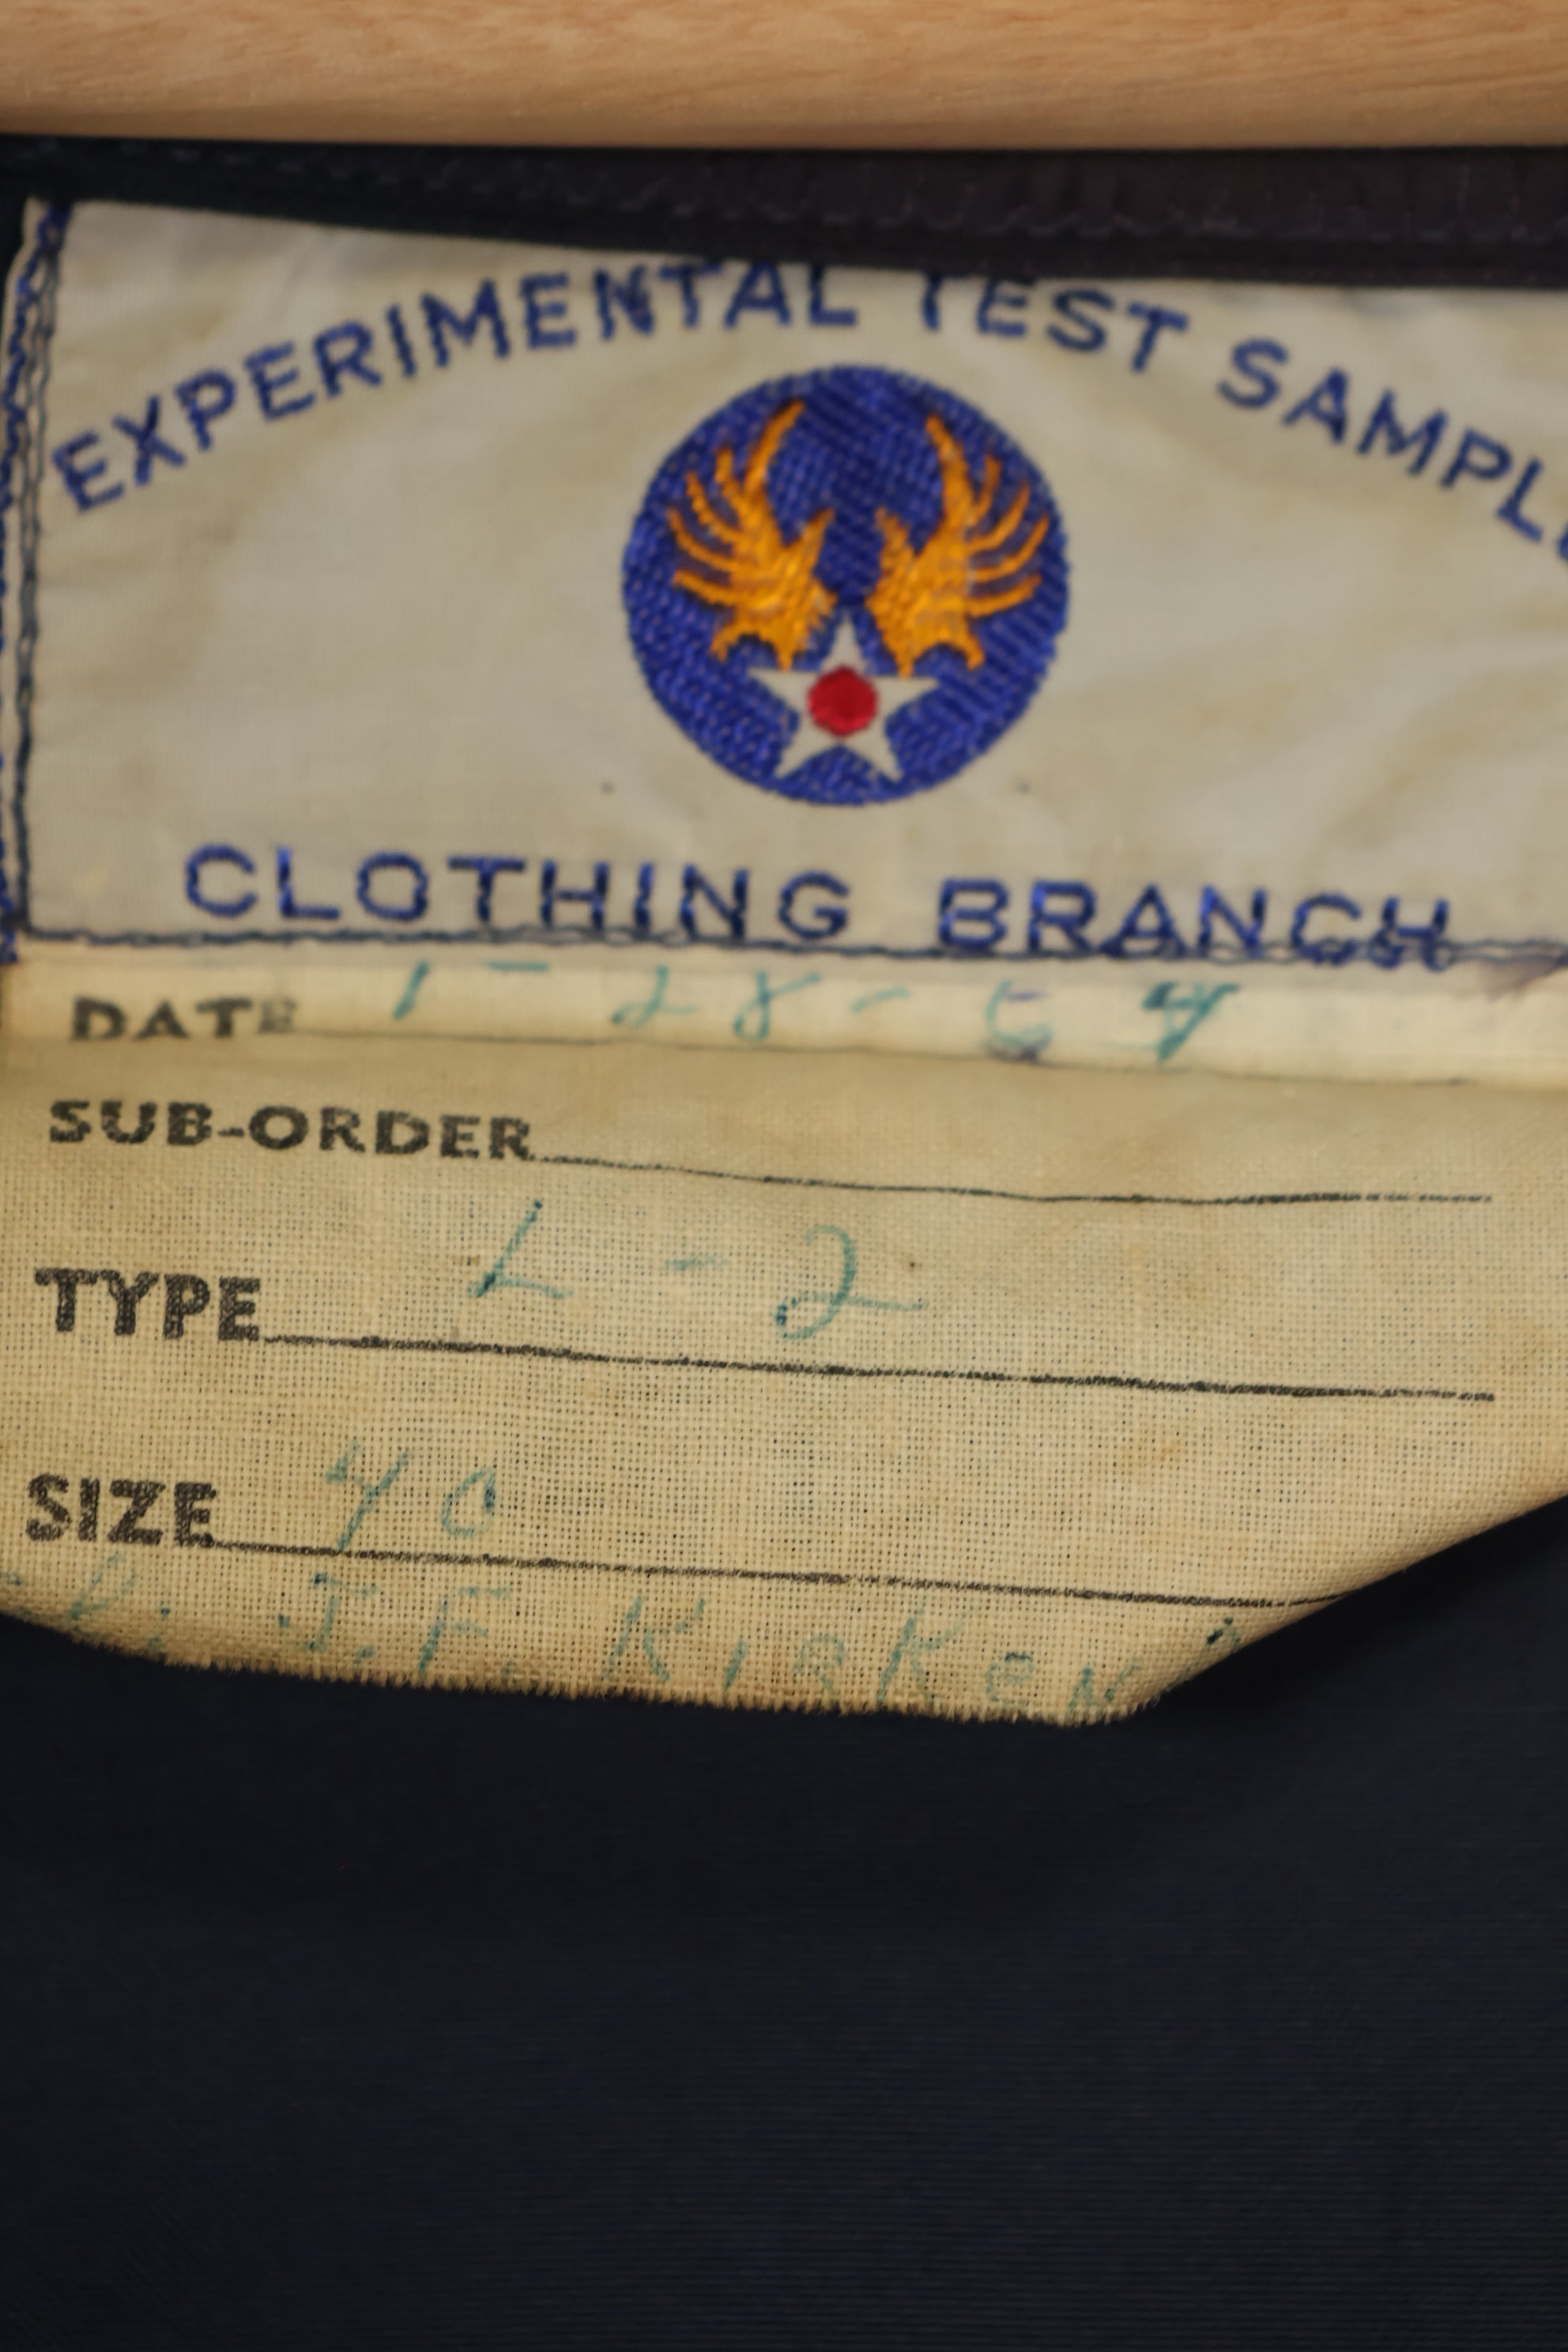 EXPERIMENTAL TEST SAMPL
CLOTHING BRANCH
DATE 1-28-54
SUB-ORDER
TYPE L-2
SIZE 40
J.F.